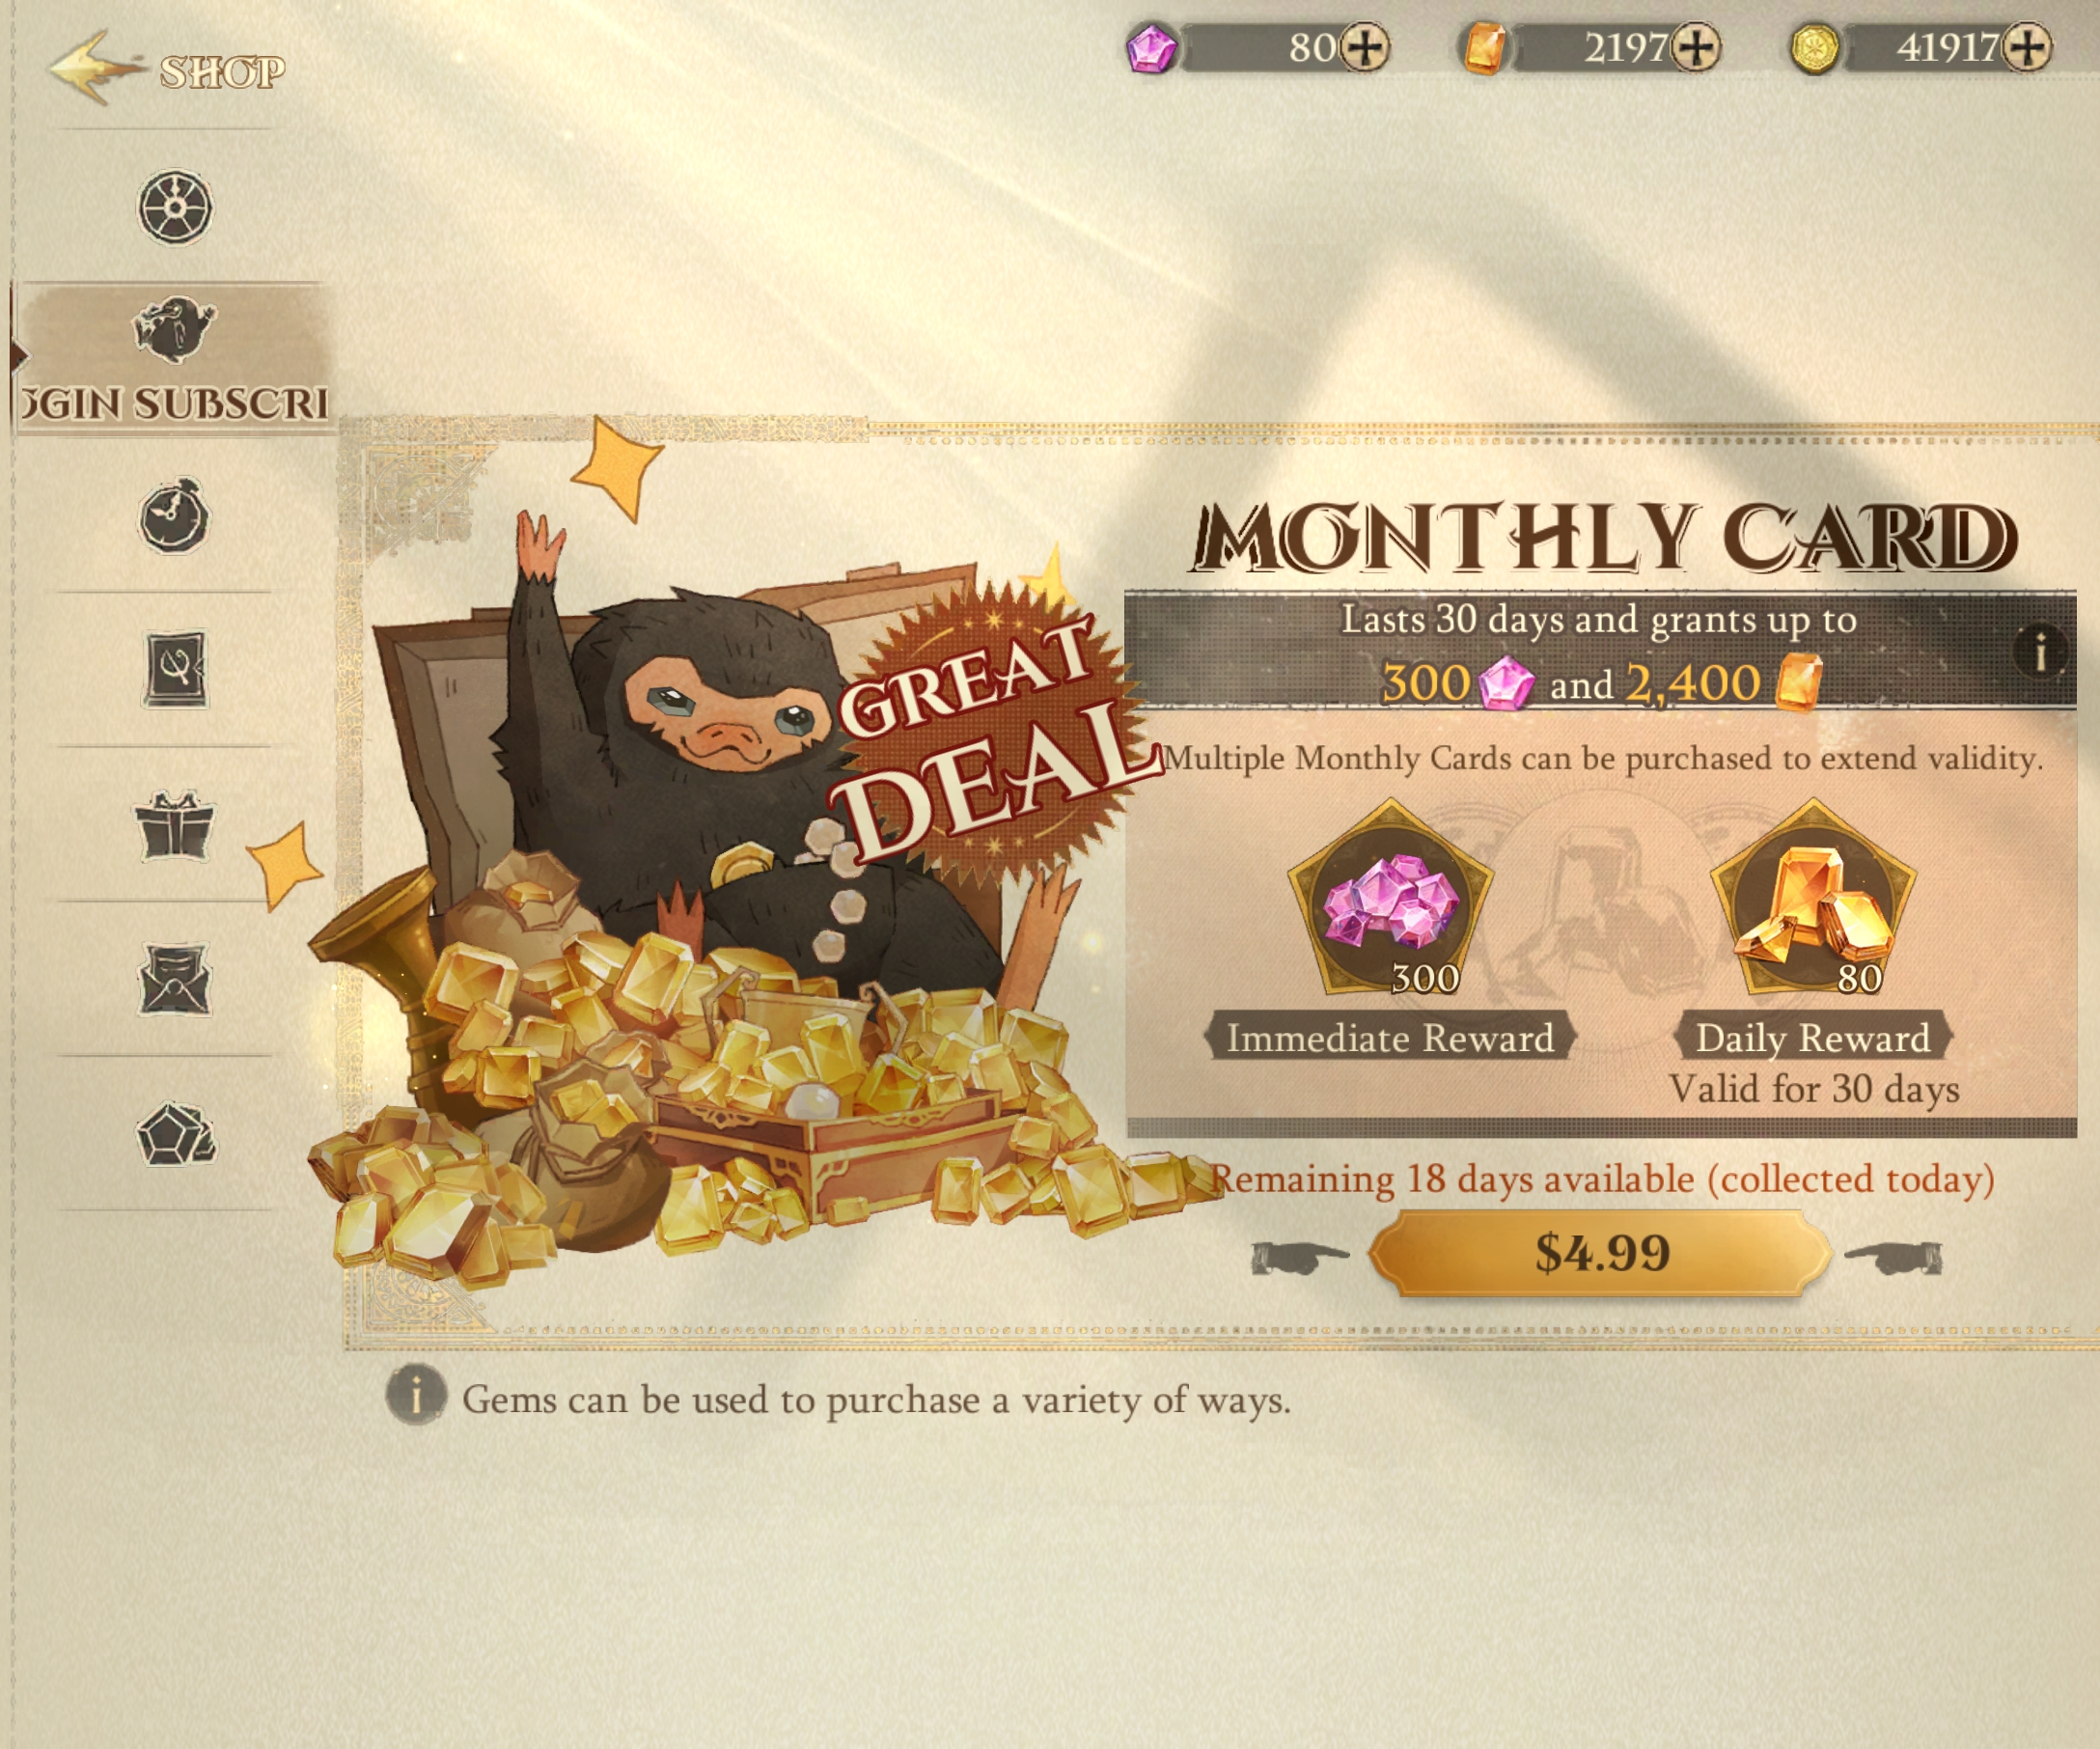 SHOP
80
2197
41917
OGIN SUBSCRI
MONTHLY CARD
Lasts 30 days and grants up to
300 and 2,400
GREAT
DEAL
Multiple Monthly Cards can be purchased to extend validity.
300
80
Immediate Reward
Daily Reward
Valid for 30 days
Remaining 18 days available (collected today)
$4.99
Gems can be used to purchase a variety of ways.